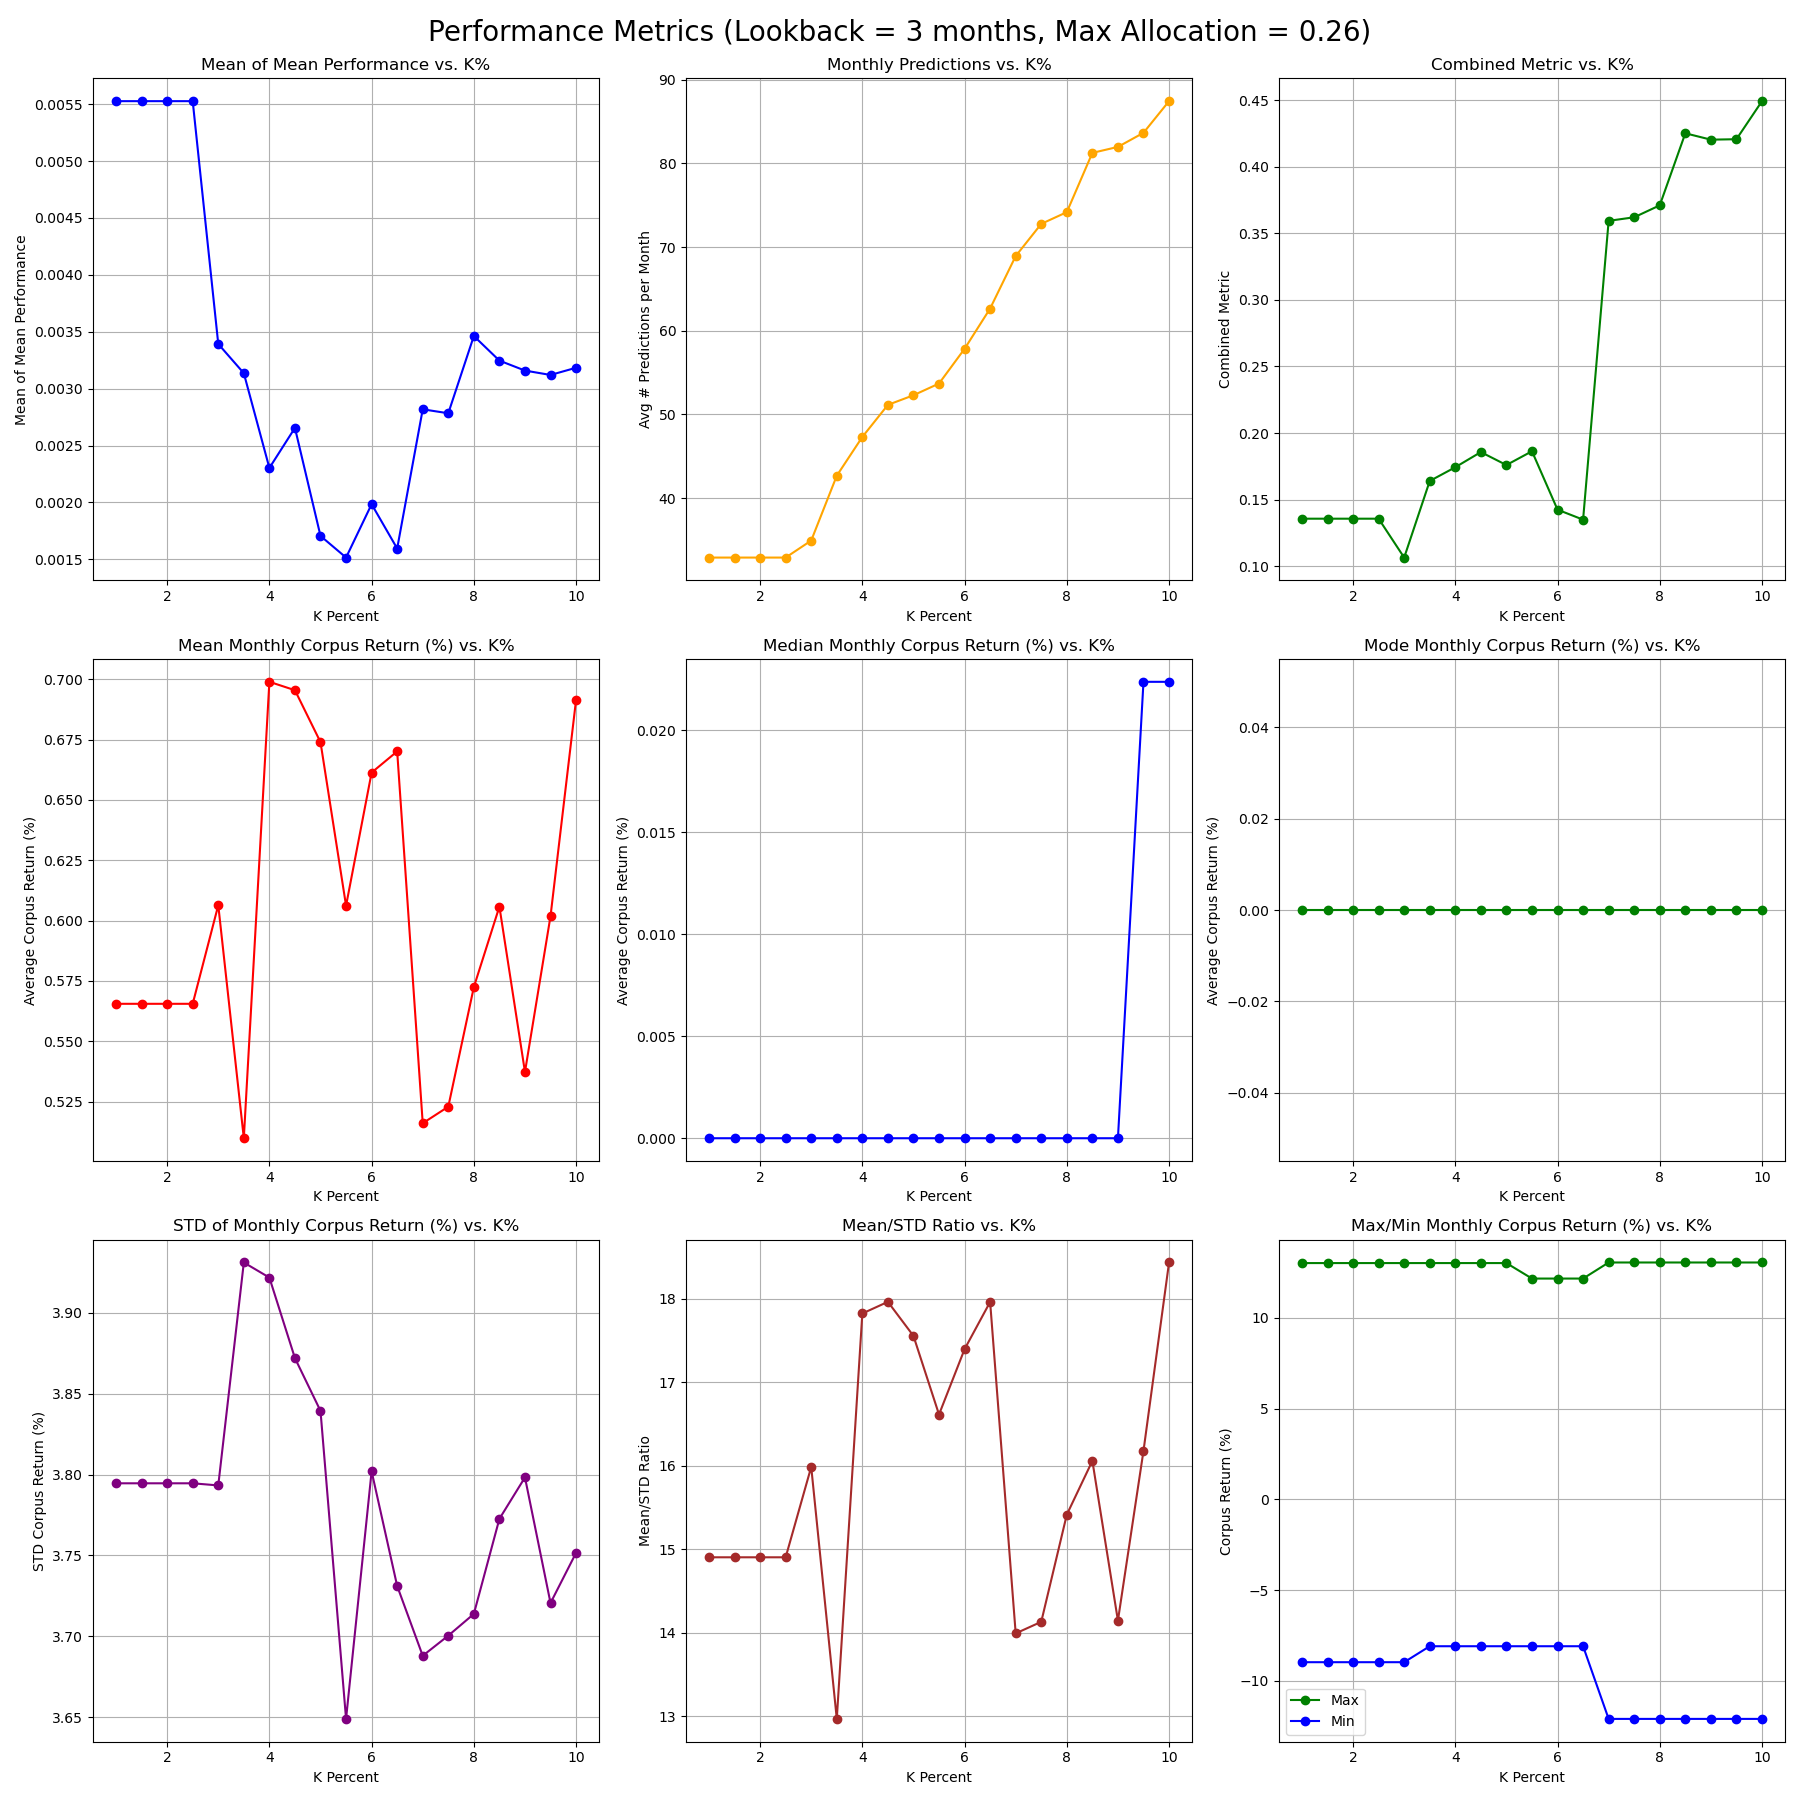 Performance Metrics (Lookback = 3 months, Max Allocation = 0.26)
Mean of Mean Performance vs. K%
Mean of Mean Performance
0.0055
0.0050
0.0045
0.0040
0.0035
0.0030
0.0025
0.0020
0.0015
2 4 6 8 10
K Percent
Monthly Predictions vs. K%
Avg # Predictions per Month
90
80
70
60
50
40
2 4 6 8 10
K Percent
Combined Metric vs. K%
Combined Metric
0.45
0.40
0.35
0.30
0.25
0.20
0.15
0.10
2 4 6 8 10
K Percent
Mean Monthly Corpus Return (%) vs. K%
Average Corpus Return (%)
0.700
0.675
0.650
0.625
0.600
0.575
0.550
0.525
2 4 6 8 10
K Percent
Median Monthly Corpus Return (%) vs. K%
Average Corpus Return (%)
0.020
0.015
0.010
0.005
0.000
2 4 6 8 10
K Percent
Mode Monthly Corpus Return (%) vs. K%
Average Corpus Return (%)
0.04
0.02
0.00
−0.02
−0.04
2 4 6 8 10
K Percent
STD of Monthly Corpus Return (%) vs. K%
STD Corpus Return (%)
3.90
3.85
3.80
3.75
3.70
3.65
2 4 6 8 10
K Percent
Mean/STD Ratio vs. K%
Mean/STD Ratio
18
17
16
15
14
13
2 4 6 8 10
K Percent
Max/Min Monthly Corpus Return (%) vs. K%
Corpus Return (%)
10
5
0
−5
−10
Max
Min
2 4 6 8 10
K Percent